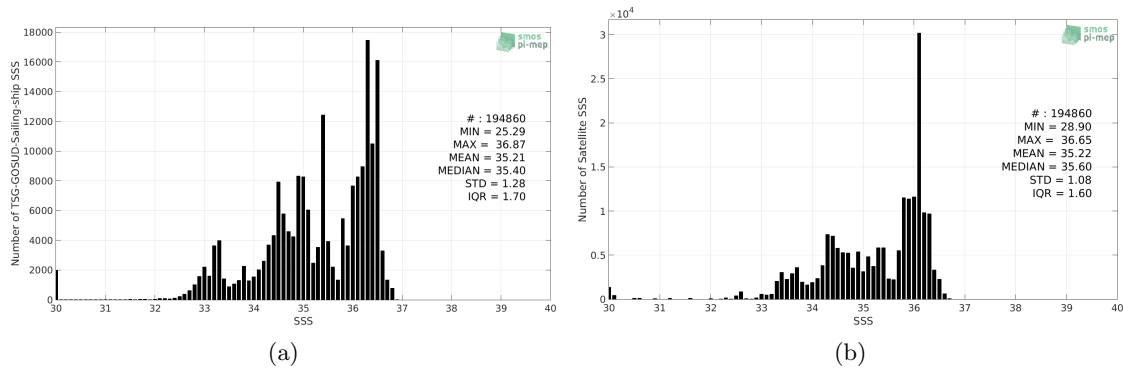 18000
16000
14000
12000
10000
8000
6000
4000
2000
0
Number of TSG-GOSUD-Sailing-ship SSS
smos
pi-mep
# : 194860
MIN = 25.29
MAX = 36.87
MEAN = 35.21
MEDIAN = 35.40
STD = 1.28
IQR = 1.70
30 31 32 33 34 35 36 37 38 39 40
SSS
(a)
×10⁴
3
2.5
2
1.5
1
0.5
0
Number of Satellite SSS
smos
pi-mep
# : 194860
MIN = 28.90
MAX = 36.65
MEAN = 35.22
MEDIAN = 35.60
STD = 1.08
IQR = 1.60
30 31 32 33 34 35 36 37 38 39 40
SSS
(b)